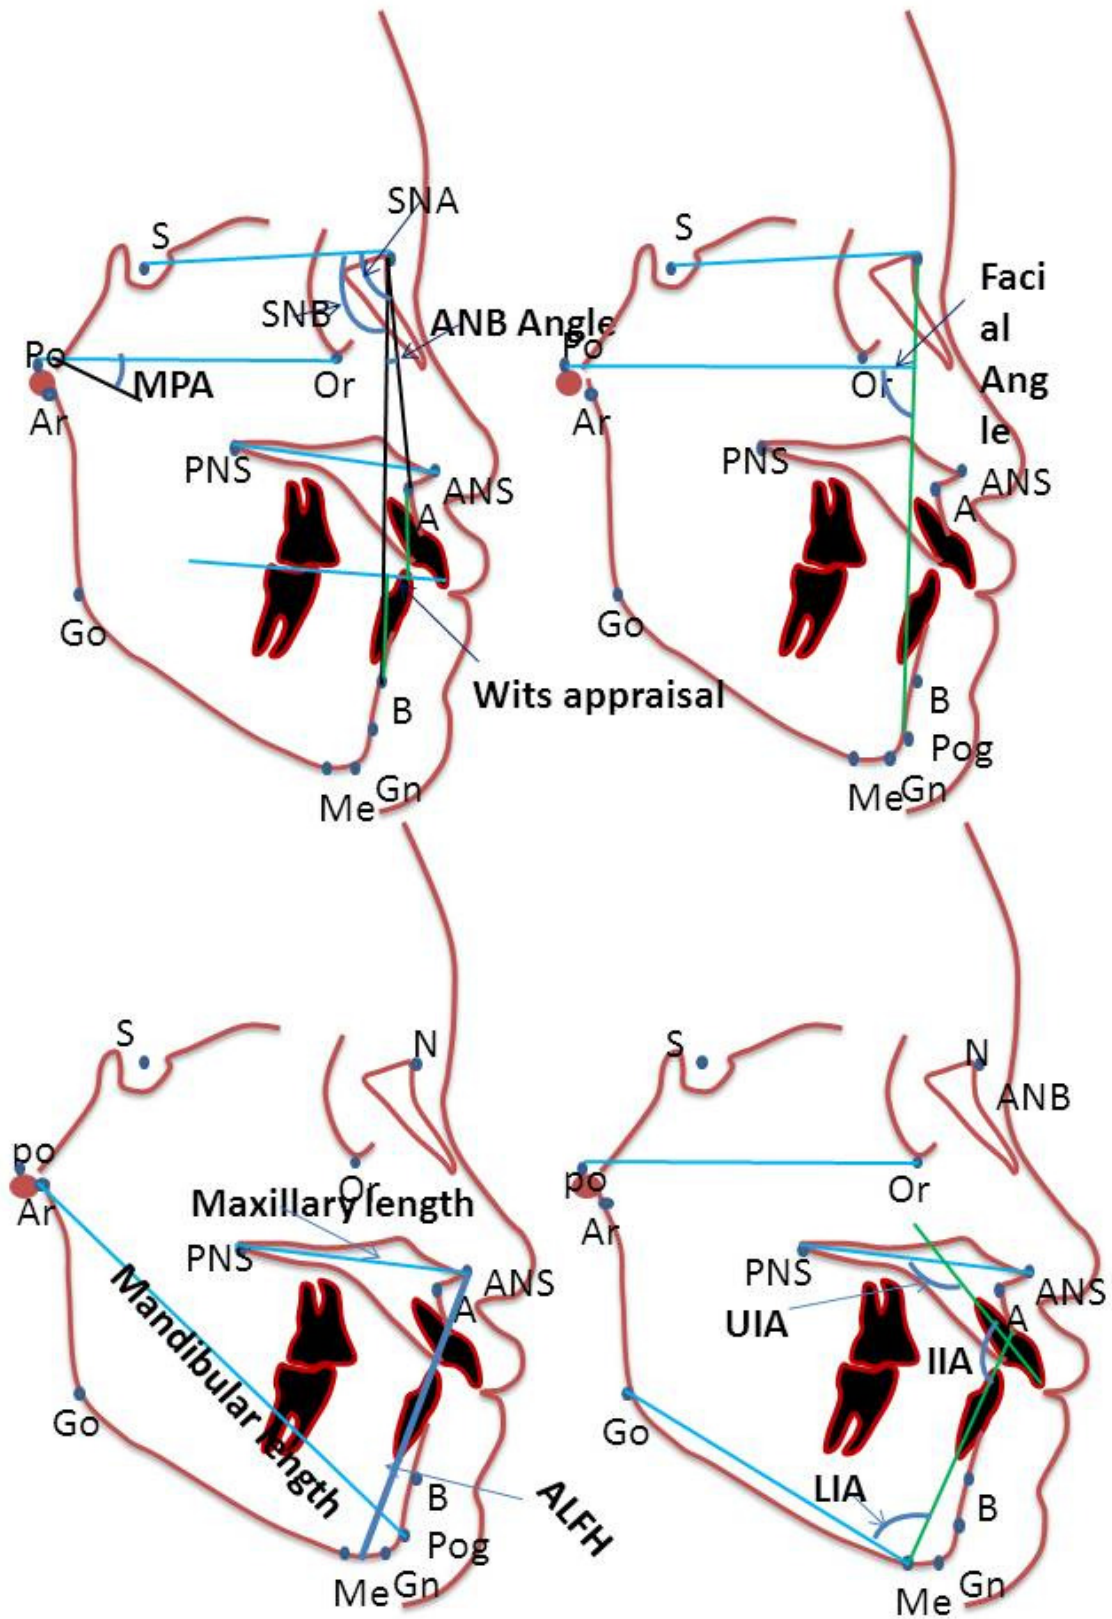 SNA
S
SNB
ANB Angle
Po
MPA
Or
Ar
PNS
ANS
A
Go
Wits appraisal
B
Me
Gn
S
Faci
al
Ang
le
Po
Or
Ar
PNS
ANS
A
Go
B
Pog
Me
Gn
S
N
po
Ar
Or
Maxillary length
PNS
ANS
A
Mandibular length
Go
B
ALFH
Pog
Me
Gn
S
N
ANB
po
Or
Ar
PNS
ANS
UIA
A
IIA
Go
LIA
B
Me
Gn